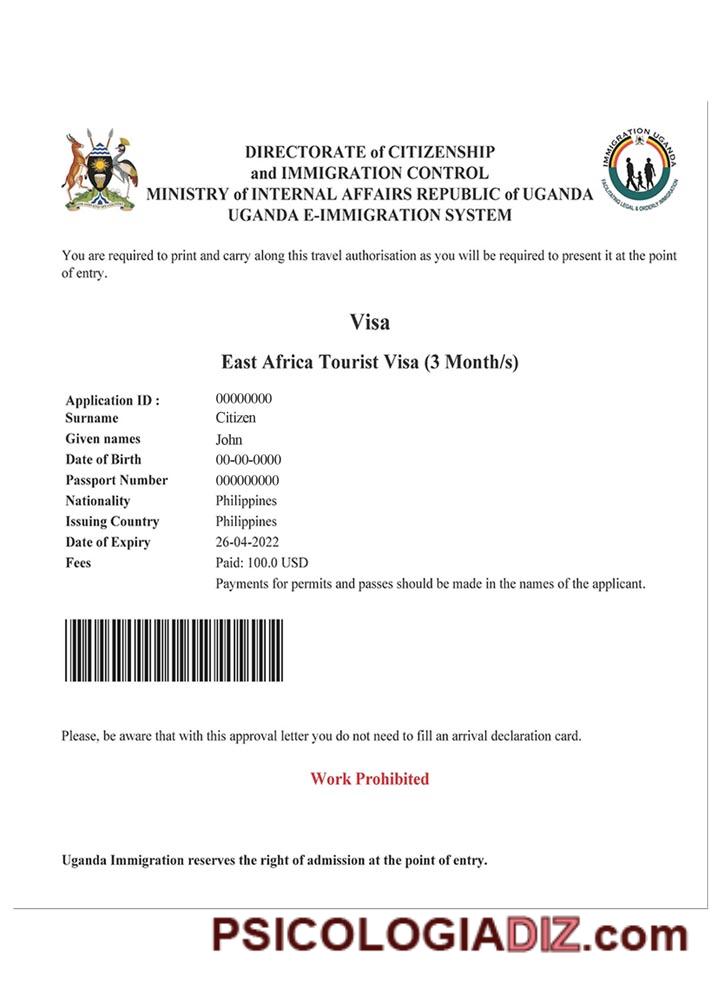 DIRECTORATE of CITIZENSHIP
and IMMIGRATION CONTROL
MINISTRY of INTERNAL AFFAIRS REPUBLIC of UGANDA
UGANDA E-IMMIGRATION SYSTEM
IMMIGRATION UGANDA
FACILITATING LEGAL & ORDERLY IMMIGRATION
You are required to print and carry along this travel authorisation as you will be required to present it at the point
of entry.
Visa
East Africa Tourist Visa (3 Month/s)
Application ID : 00000000
Surname Citizen
Given names John
Date of Birth 00-00-0000
Passport Number 000000000
Nationality Philippines
Issuing Country Philippines
Date of Expiry 26-04-2022
Fees Paid: 100.0 USD
Payments for permits and passes should be made in the names of the applicant.
Please, be aware that with this approval letter you do not need to fill an arrival declaration card.
Work Prohibited
Uganda Immigration reserves the right of admission at the point of entry.
PSICOLOGIADIZ.com